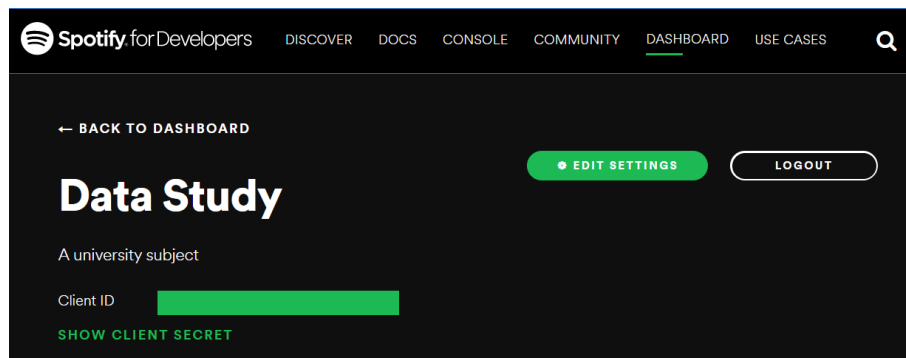 Spotify for Developers DISCOVER DOCS CONSOLE COMMUNITY DASHBOARD USE CASES
← BACK TO DASHBOARD
EDIT SETTINGS LOGOUT
Data Study
A university subject
Client ID
SHOW CLIENT SECRET